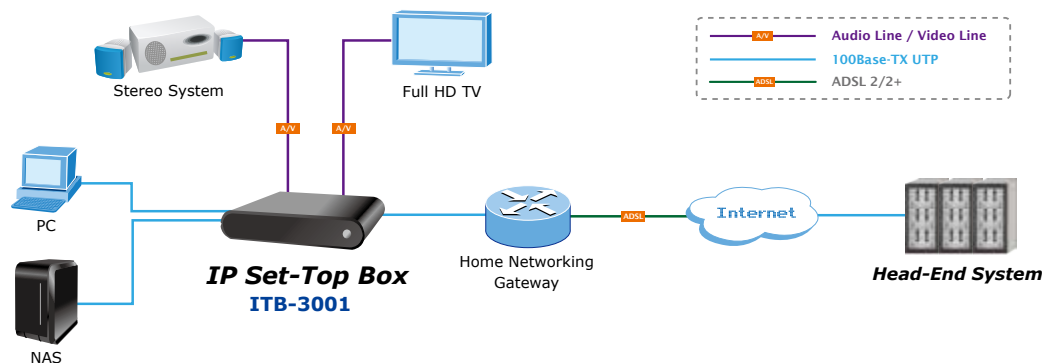 A/V
Audio Line / Video Line
100Base-TX UTP
ADSL
ADSL 2/2+
Stereo System
Full HD TV
A/V
A/V
PC
NAS
IP Set-Top Box
ITB-3001
Home Networking
Gateway
ADSL
Internet
Head-End System